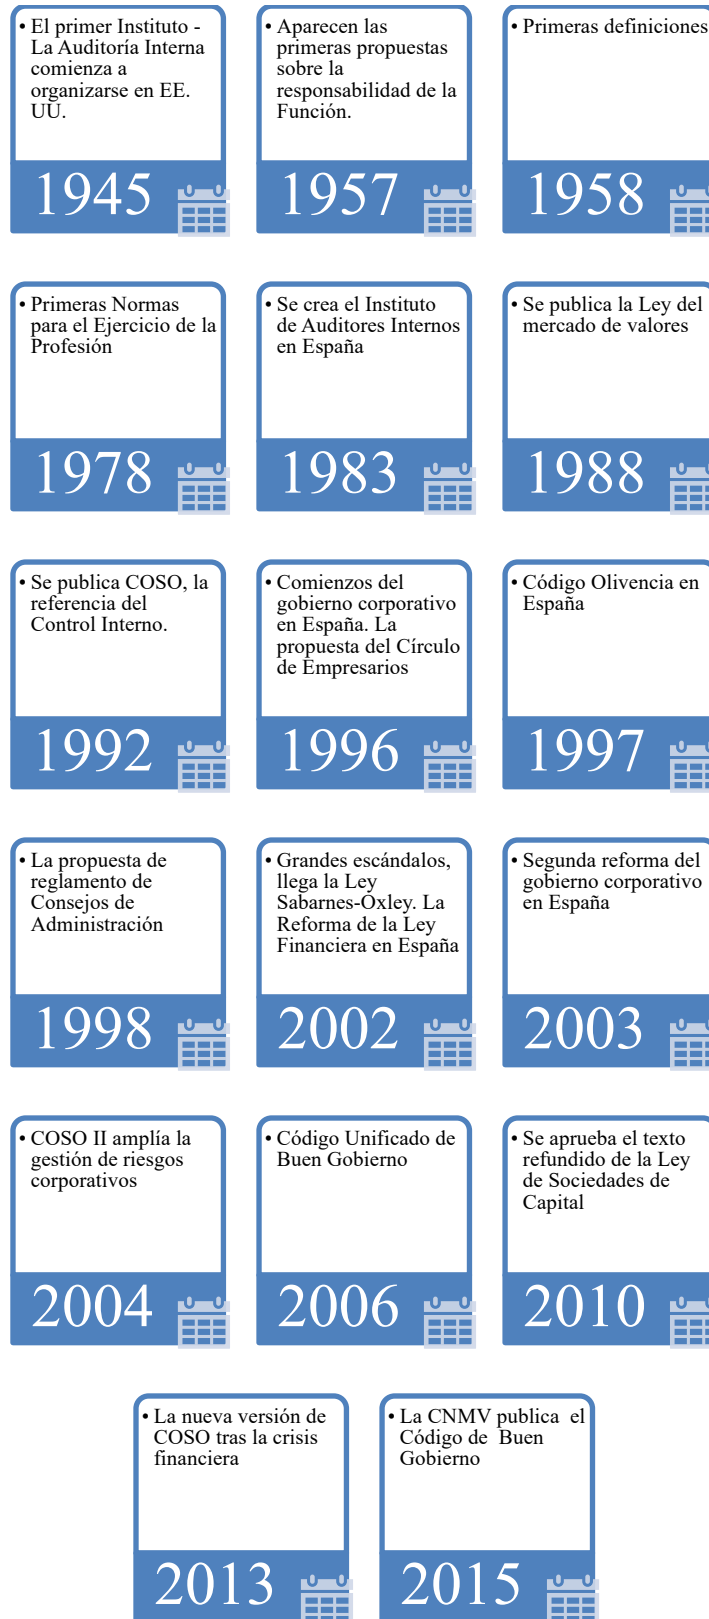 • El primer Instituto -
La Auditoría Interna
comienza a
organizarse en EE.
UU.
1945
• Aparecen las
primeras propuestas
sobre la
responsabilidad de la
Función.
1957
• Primeras definiciones
1958
• Primeras Normas
para el Ejercicio de la
Profesión
1978
• Se crea el Instituto
de Auditores Internos
en España
1983
• Se publica la Ley del
mercado de valores
1988
• Se publica COSO, la
referencia del
Control Interno.
1992
• Comienzos del
gobierno corporativo
en España. La
propuesta del Círculo
de Empresarios
1996
• Código Olivencia en
España
1997
• La propuesta de
reglamento de
Consejos de
Administración
1998
• Grandes escándalos,
llega la Ley
Sabarnes-Oxley. La
Reforma de la Ley
Financiera en España
2002
• Segunda reforma del
gobierno corporativo
en España
2003
• COSO II amplía la
gestión de riesgos
corporativos
2004
• Código Unificado de
Buen Gobierno
2006
• Se aprueba el texto
refundido de la Ley
de Sociedades de
Capital
2010
• La nueva versión de
COSO tras la crisis
financiera
2013
• La CNMV publica el
Código de Buen
Gobierno
2015